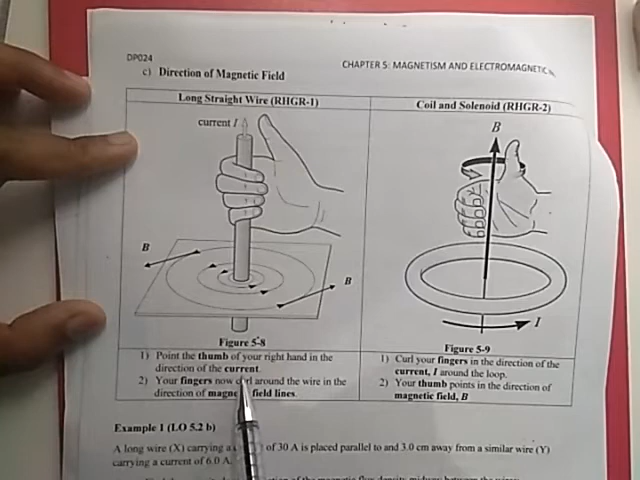 DP024
CHAPTER 5: MAGNETISM AND ELECTROMAGNETIC
c) Direction of Magnetic Field
Long Straight Wire (RHGR-1)
Coil and Solenoid (RHGR-2)
current I
B
B
B
I
Figure 5-8
Figure 5-9
1) Point the thumb of your right hand in the
direction of the current.
2) Your fingers now curl around the wire in the
direction of magnetic field lines.
1) Curl your fingers in the direction of the
current, I around the loop.
2) Your thumb points in the direction of
magnetic field, B
Example 1 (LO 5.2 b)
A long wire (X) carrying a of 30 A is placed parallel to and 3.0 cm away from a similar wire (Y)
carrying a current of 6.0 A.